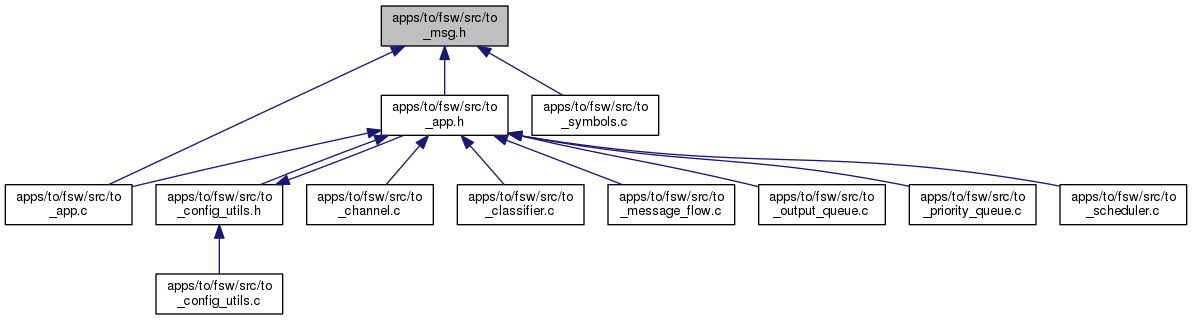 apps/to/fsw/src/to
_msg.h
apps/to/fsw/src/to
_app.h
apps/to/fsw/src/to
_symbols.c
apps/to/fsw/src/to
_app.c
apps/to/fsw/src/to
_config_utils.h
apps/to/fsw/src/to
_channel.c
apps/to/fsw/src/to
_classifier.c
apps/to/fsw/src/to
_message_flow.c
apps/to/fsw/src/to
_output_queue.c
apps/to/fsw/src/to
_priority_queue.c
apps/to/fsw/src/to
_scheduler.c
apps/to/fsw/src/to
_config_utils.c